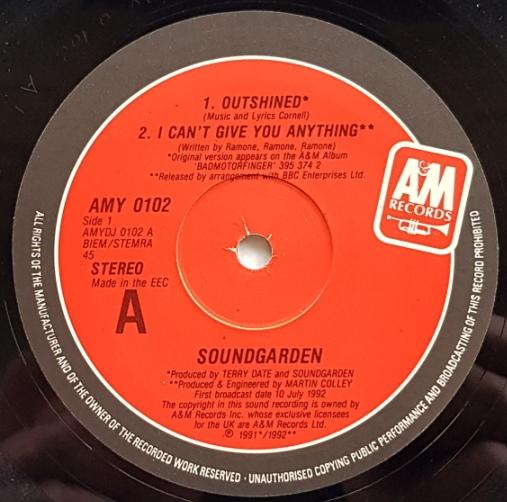 1. OUTSHINED*
(Music and Lyrics Cornell)
2. I CAN'T GIVE YOU ANYTHING**
(Written by Ramone, Ramone, Ramone)
*Original version appears on the A&M Album
'BADMOTORFINGER' 395 374 2
**Released by arrangement with BBC Enterprises Ltd.
A&M
RECORDS
AMY 0102
Side 1
AMYDJ 0102 A
BIEM/STEMRA
45
STEREO
Made in the EEC
A
SOUNDGARDEN
*Produced by TERRY DATE and SOUNDGARDEN
**Produced & Engineered by MARTIN COLLEY
First broadcast date 10 July 1992
The copyright in this sound recording is owned by
A&M Records Inc. whose exclusive licensees
for the UK are A&M Records Ltd.
℗ 1991*/1992**
ALL RIGHTS OF THE MANUFACTURER AND OF THE OWNER OF THE RECORDED WORK RESERVED · UNAUTHORISED COPYING PUBLIC PERFORMANCE AND BROADCASTING OF THIS RECORD PROHIBITED